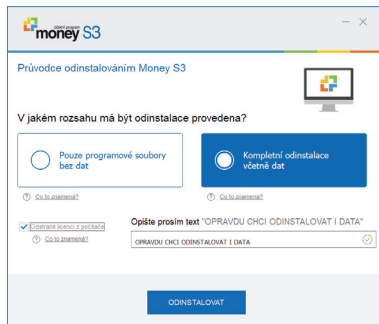 účetní program
money S3
Průvodce odinstalováním Money S3
V jakém rozsahu má být odinstalace provedena?
Pouze programové soubory
bez dat
Kompletní odinstalace
včetně dat
? Co to znamená?
? Co to znamená?
Odstranit licenci z počítače
? Co to znamená?
Opište prosím text "OPRAVDU CHCI ODINSTALOVAT I DATA"
OPRAVDU CHCI ODINSTALOVAT I DATA
ODINSTALOVAT